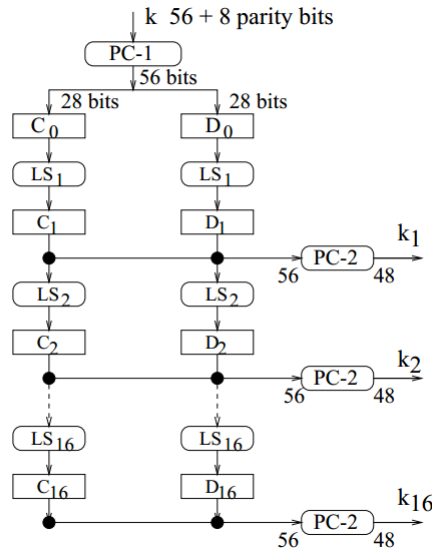 k 56 + 8 parity bits
PC-1
56 bits
28 bits 28 bits
C0 D0
LS1 LS1
C1 D1
k1
56 PC-2 48
LS2 LS2
C2 D2
k2
56 PC-2 48
LS16 LS16
C16 D16
k16
56 PC-2 48